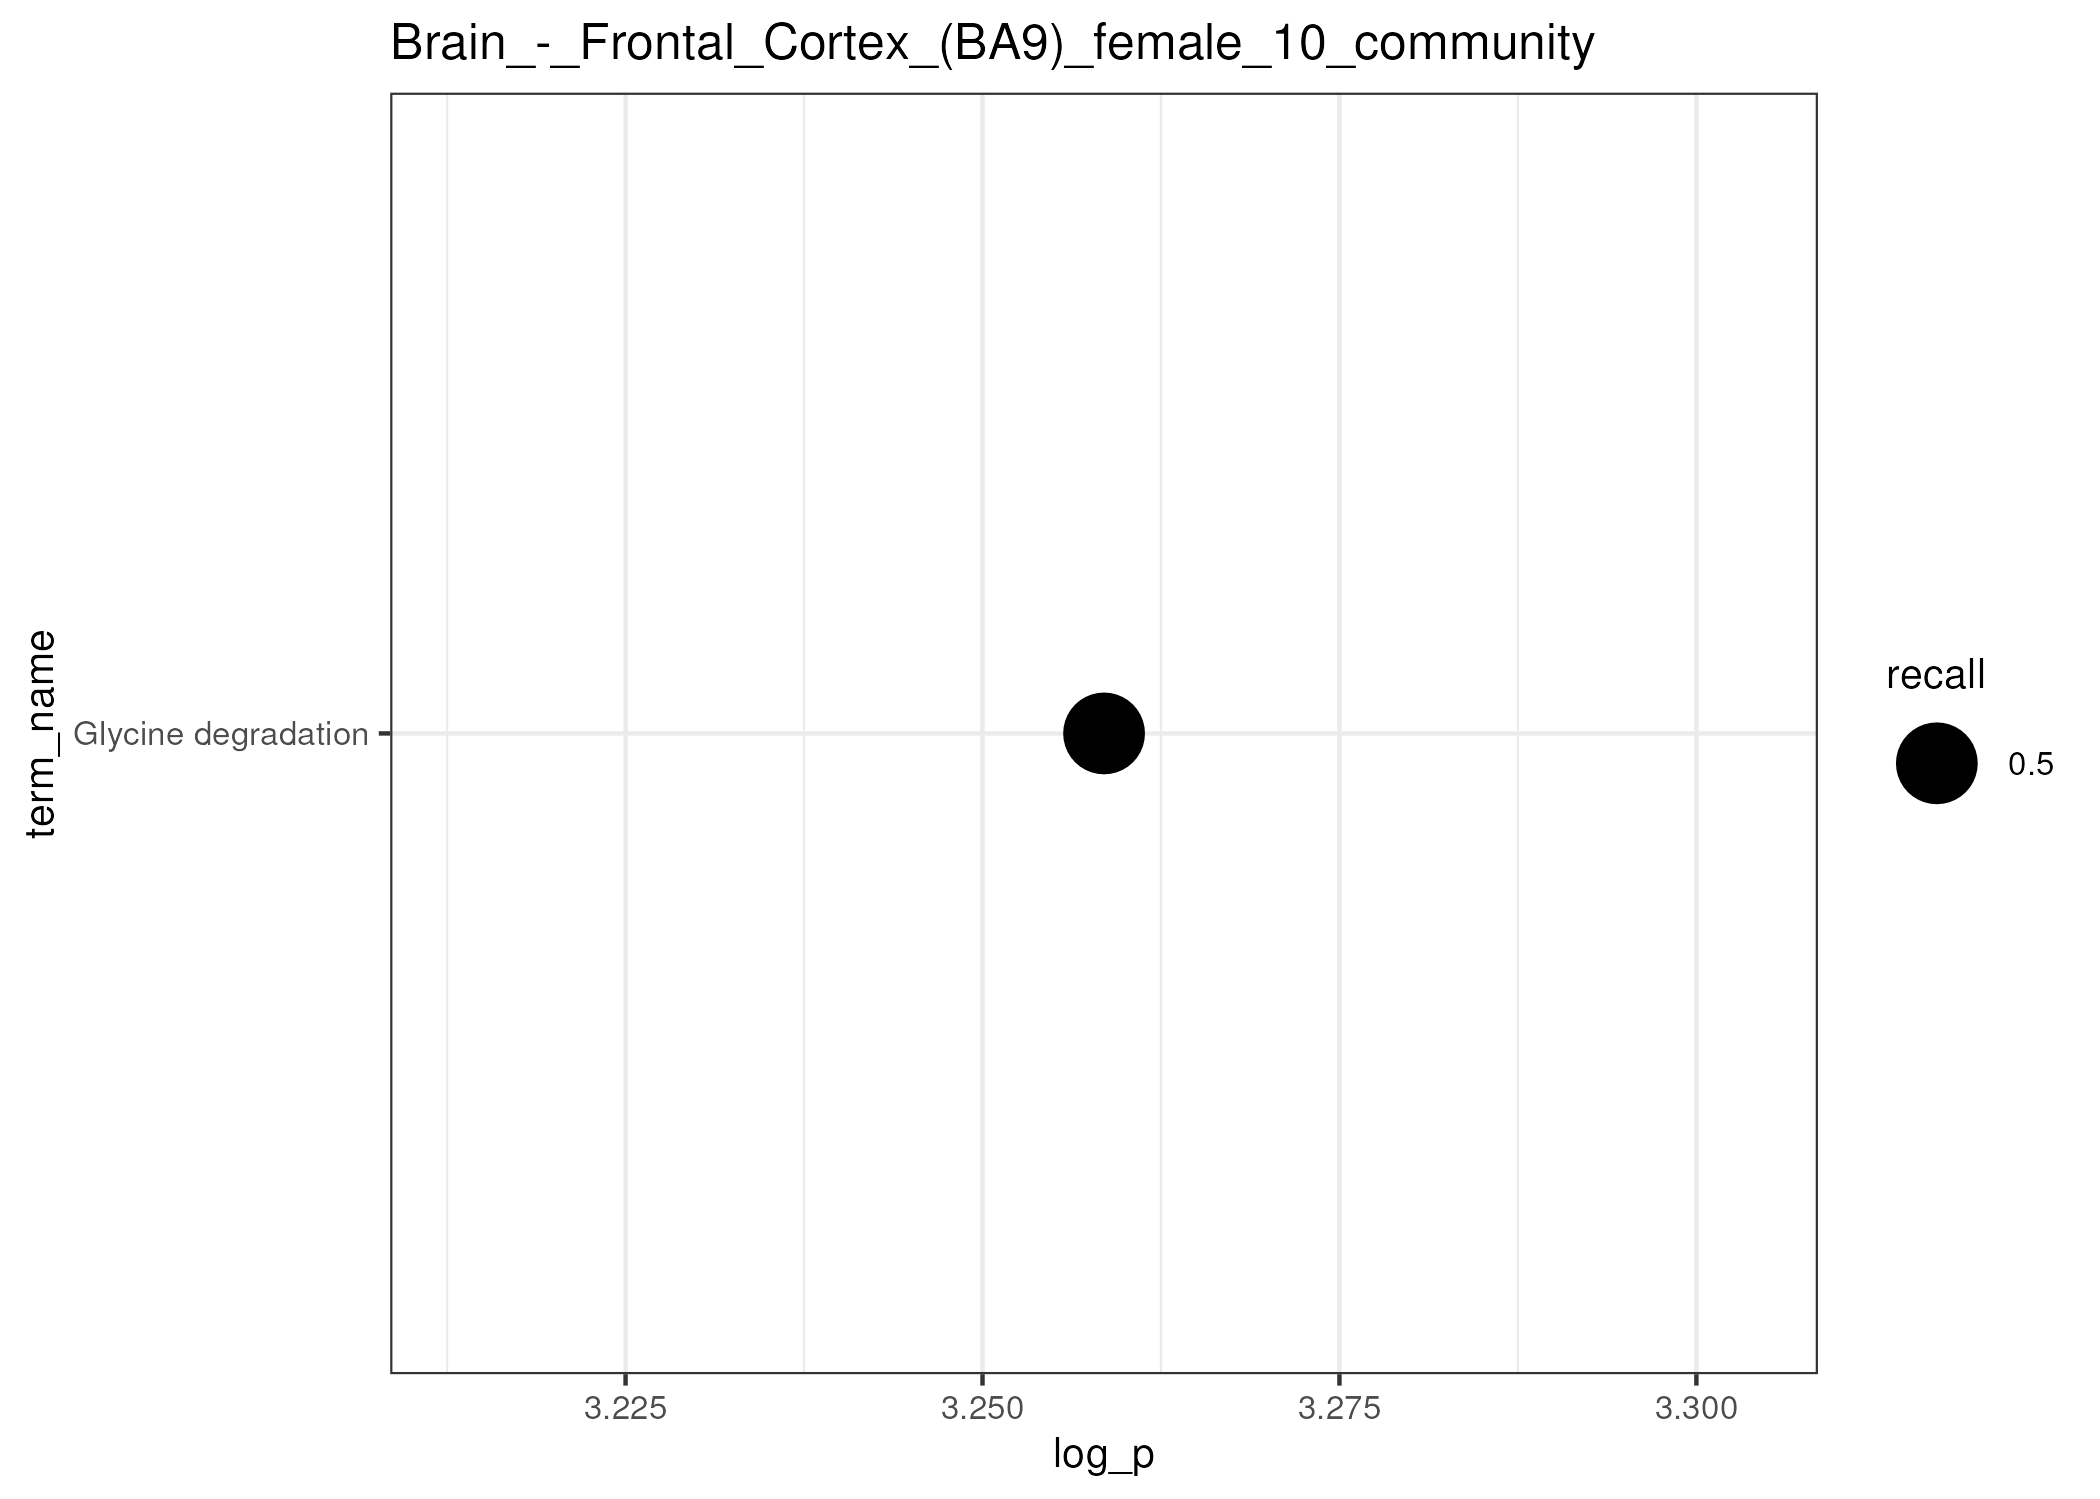 Brain_-_Frontal_Cortex_(BA9)_female_10_community
term_name
Glycine degradation
recall
0.5
3.225 3.250 3.275 3.300
log_p